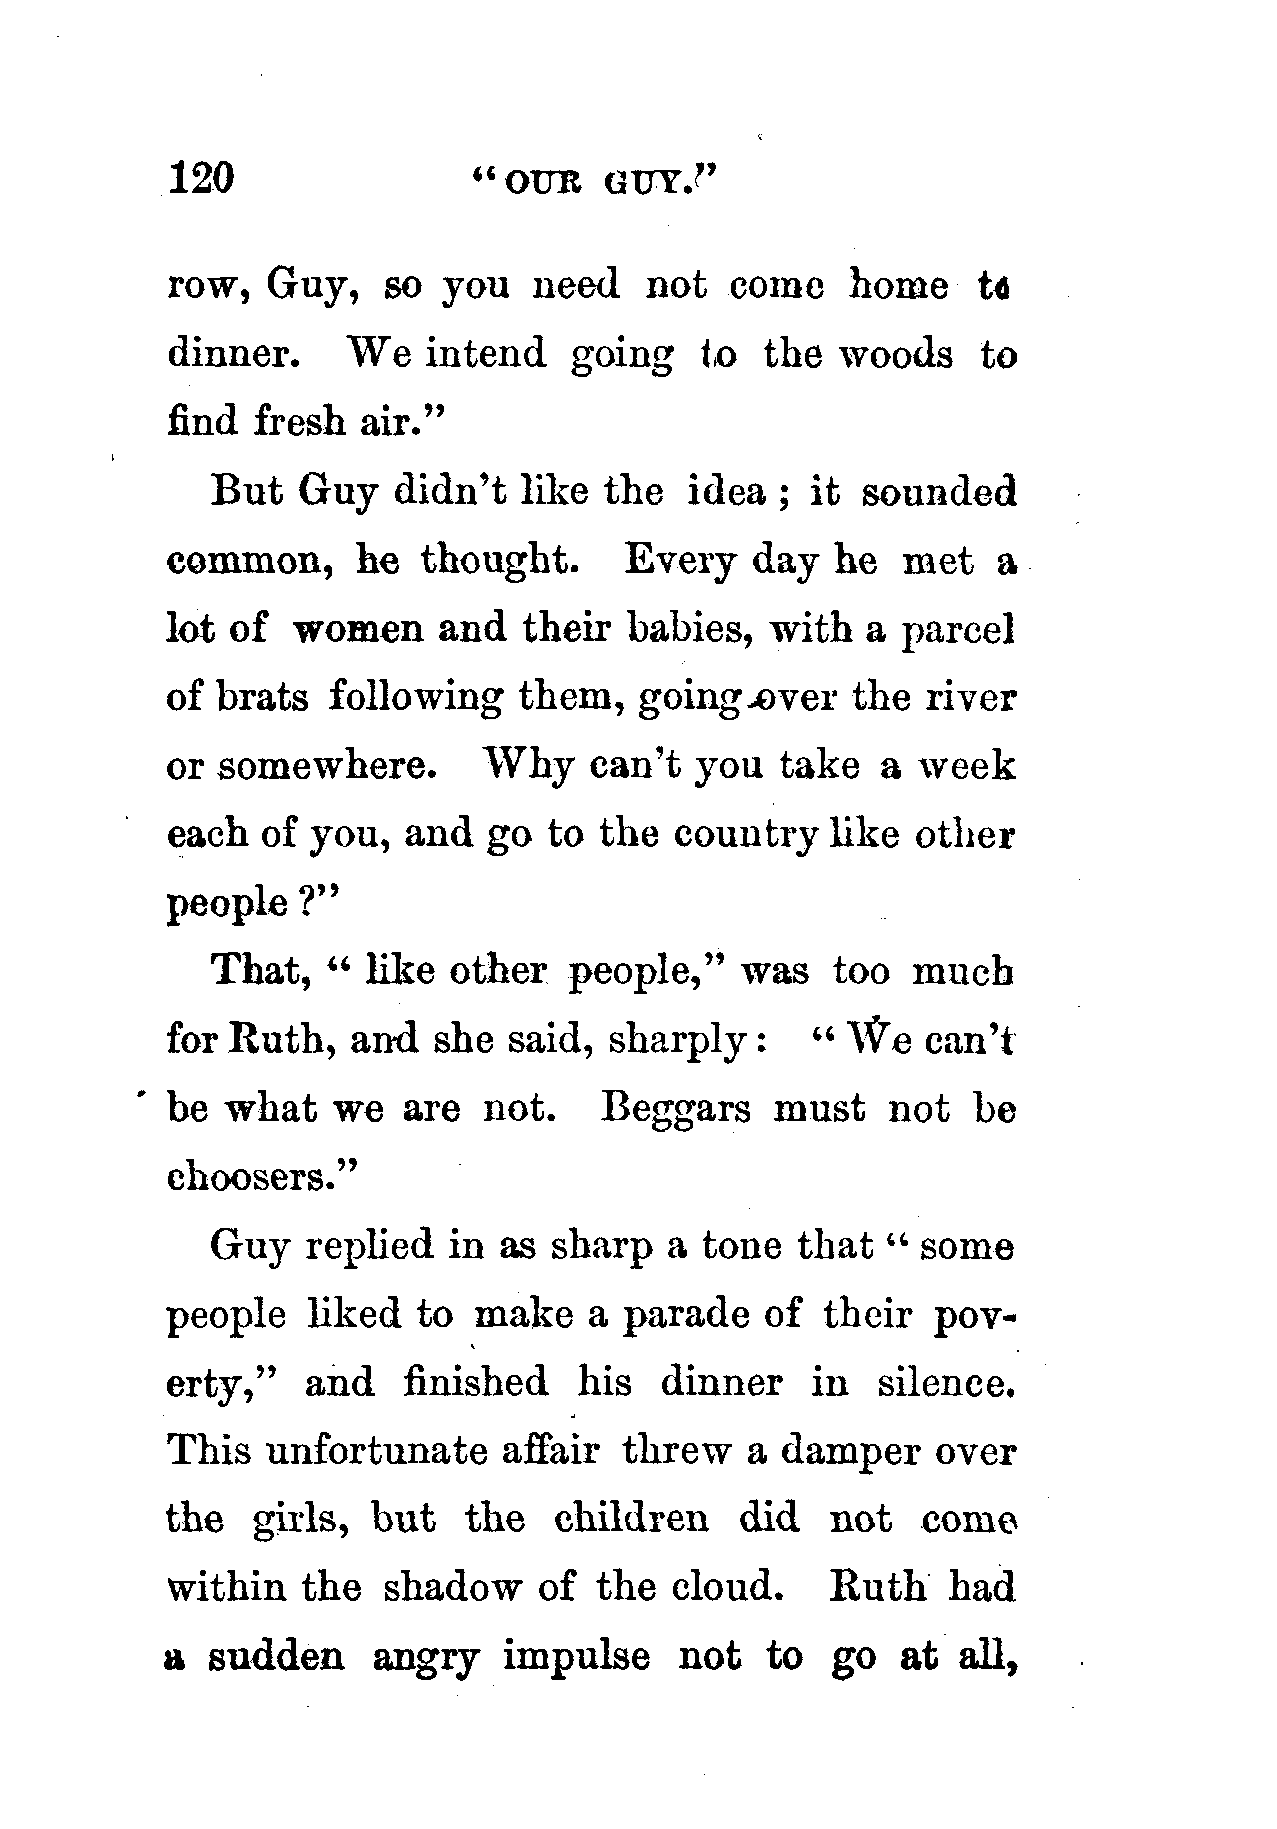 120 "OUR GUY."
row, Guy, so you need not come home to
dinner. We intend going to the woods to
find fresh air."
But Guy didn't like the idea ; it sounded
common, he thought. Every day he met a
lot of women and their babies, with a parcel
of brats following them, going over the river
or somewhere. Why can't you take a week
each of you, and go to the country like other
people ?"
That, " like other people," was too much
for Ruth, and she said, sharply : " We can't
be what we are not. Beggars must not be
choosers."
Guy replied in as sharp a tone that " some
people liked to make a parade of their pov-
erty," and finished his dinner in silence.
This unfortunate affair threw a damper over
the girls, but the children did not come
within the shadow of the cloud. Ruth had
a sudden angry impulse not to go at all,